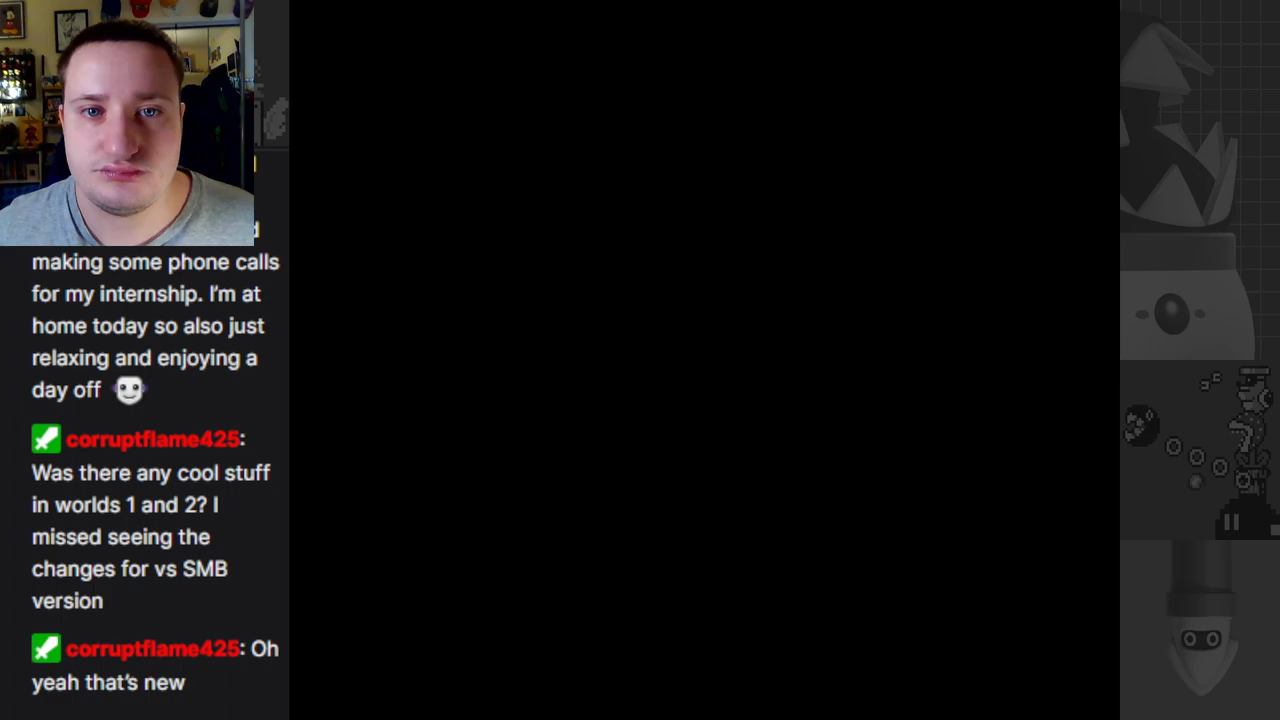 making some phone calls
for my internship. I'm at
home today so also just
relaxing and enjoying a
day off
corruptflame425:
Was there any cool stuff
in worlds 1 and 2? I
missed seeing the
changes for vs SMB
version
corruptflame425: Oh
yeah that's new